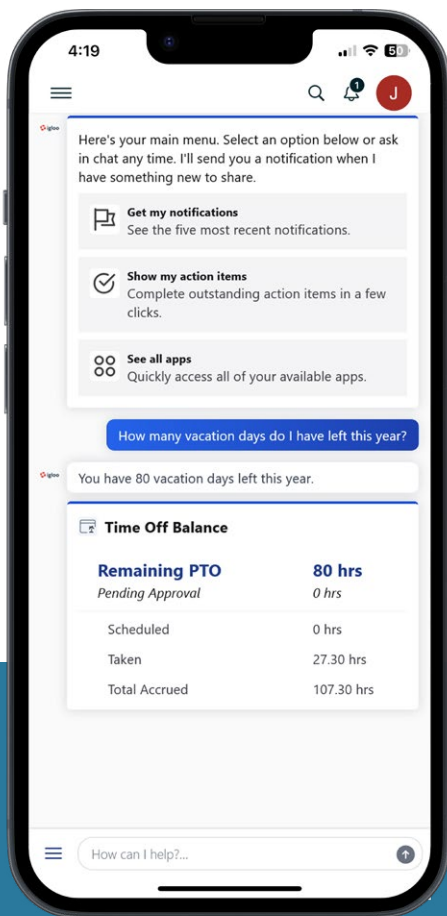 4:19
50
1
J
igloo
Here's your main menu. Select an option below or ask
in chat any time. I'll send you a notification when I
have something new to share.
Get my notifications
See the five most recent notifications.
Show my action items
Complete outstanding action items in a few
clicks.
See all apps
Quickly access all of your available apps.
How many vacation days do I have left this year?
igloo
You have 80 vacation days left this year.
Time Off Balance
Remaining PTO 80 hrs
Pending Approval 0 hrs
Scheduled 0 hrs
Taken 27.30 hrs
Total Accrued 107.30 hrs
How can I help?...